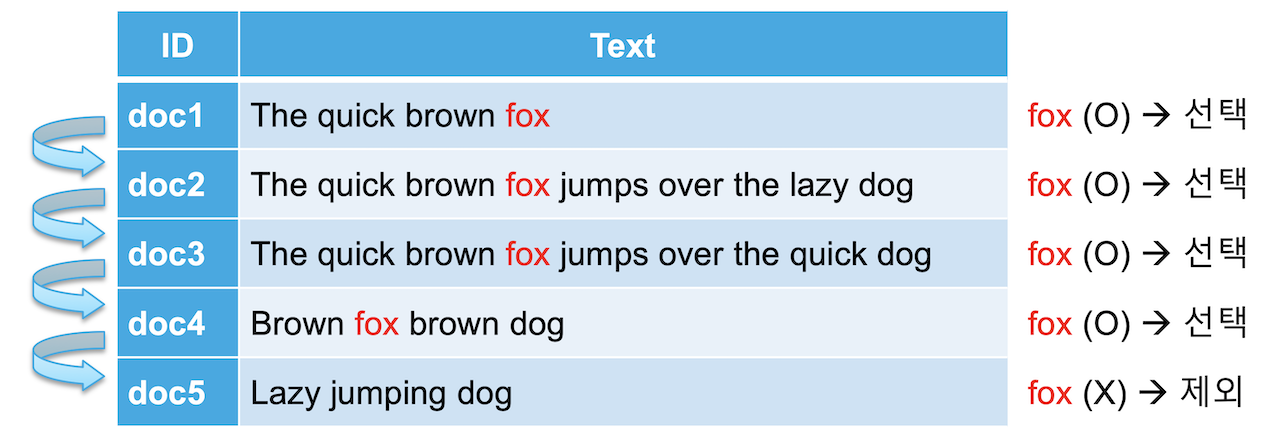 ID Text
doc1 The quick brown fox fox (O) → 선택
doc2 The quick brown fox jumps over the lazy dog fox (O) → 선택
doc3 The quick brown fox jumps over the quick dog fox (O) → 선택
doc4 Brown fox brown dog fox (O) → 선택
doc5 Lazy jumping dog fox (X) → 제외